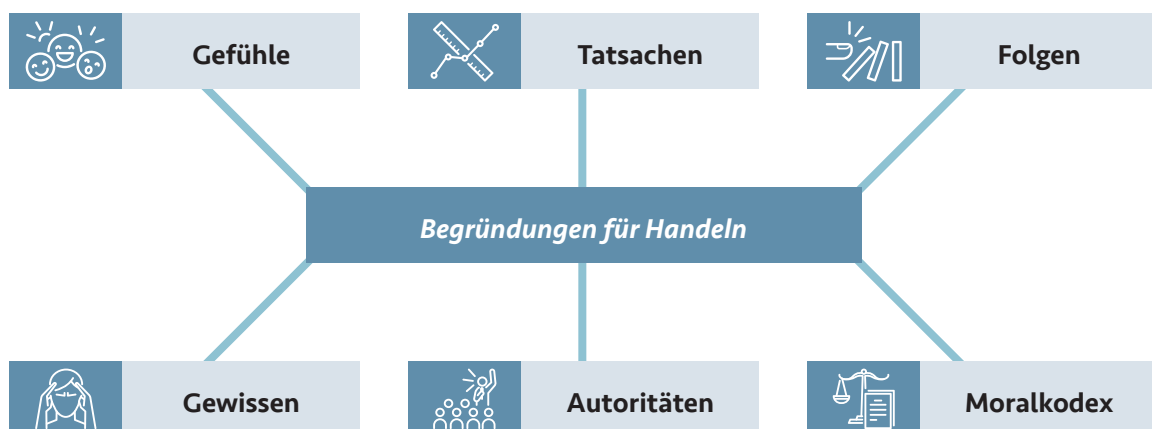 Gefühle
Tatsachen
Folgen
Begründungen für Handeln
Gewissen
Autoritäten
Moralkodex